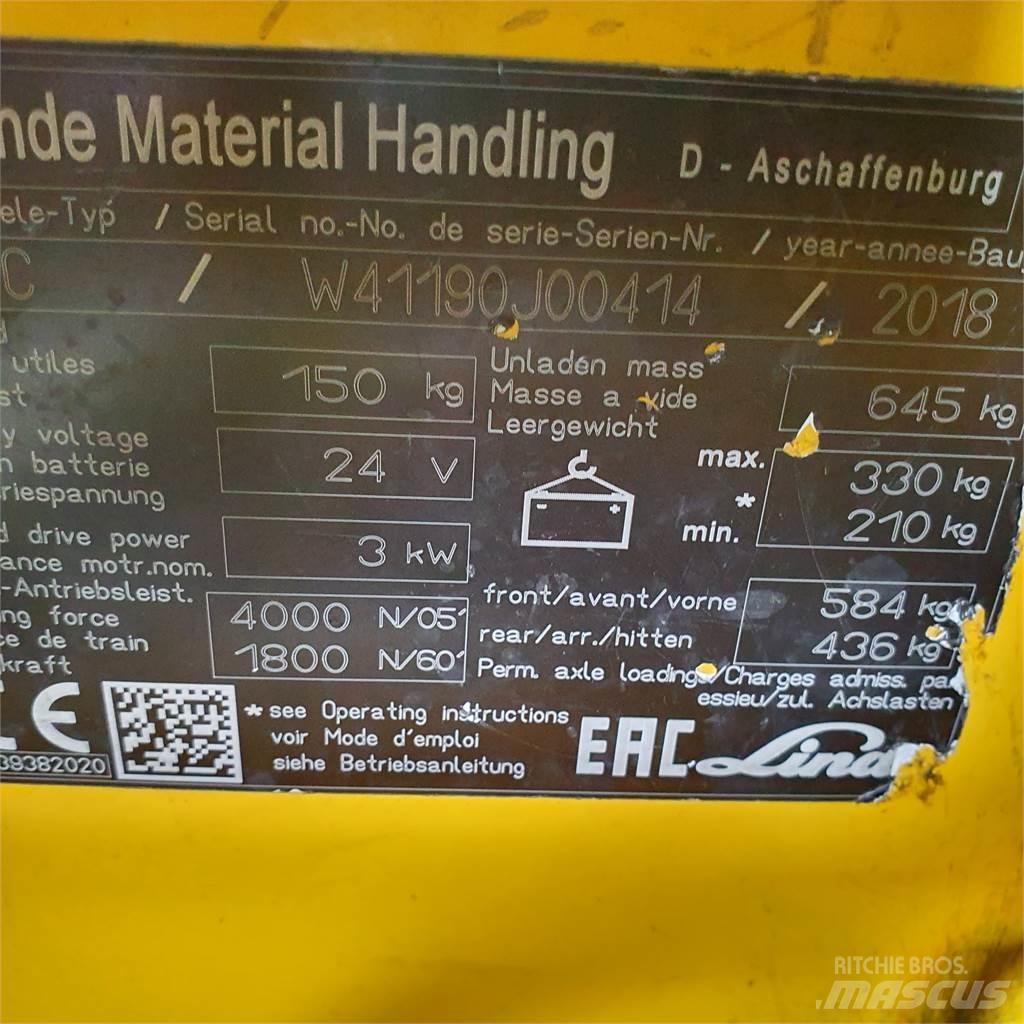 nde Material Handling D - Aschaffenburg
ele-Typ / Serial no.-No. de serie-Serien-Nr. / year-annee-Bau
C / W41190J00414 / 2018
d
utiles 150 kg
st
Unladen mass
Masse a vide 645 kg
Leergewicht
y voltage
n batterie 24 V
riespannung
max. 330 kg
*
min. 210 kg
d drive power
ance motr.nom. 3 kW
-Antriebsleist.
ng force 4000 N/05'
ce de train
kraft 1800 N/60'
front/avant/vorne 584 kg
rear/arr./hitten 436 kg
Perm. axle loadings/Charges admiss. pa
essieu/zul. Achslasten
CE
39382020
* see Operating instructions
voir Mode d'emploi
siehe Betriebsanleitung
EAC Lind
RITCHIE BROS.
MASCUS